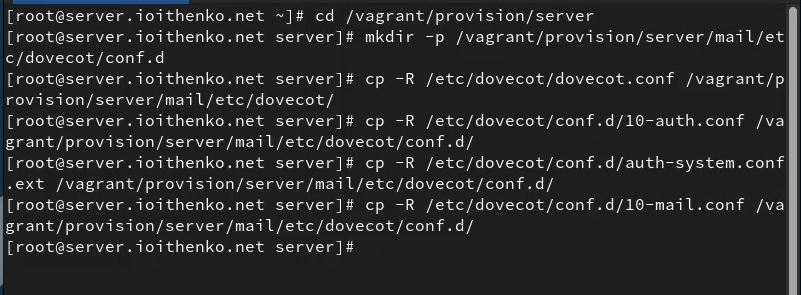 [root@server.ioithenko.net ~]# cd /vagrant/provision/server
[root@server.ioithenko.net server]# mkdir -p /vagrant/provision/server/mail/et
c/dovecot/conf.d
[root@server.ioithenko.net server]# cp -R /etc/dovecot/dovecot.conf /vagrant/p
rovision/server/mail/etc/dovecot/
[root@server.ioithenko.net server]# cp -R /etc/dovecot/conf.d/10-auth.conf /va
grant/provision/server/mail/etc/dovecot/conf.d/
[root@server.ioithenko.net server]# cp -R /etc/dovecot/conf.d/auth-system.conf
.ext /vagrant/provision/server/mail/etc/dovecot/conf.d/
[root@server.ioithenko.net server]# cp -R /etc/dovecot/conf.d/10-mail.conf /va
grant/provision/server/mail/etc/dovecot/conf.d/
[root@server.ioithenko.net server]#